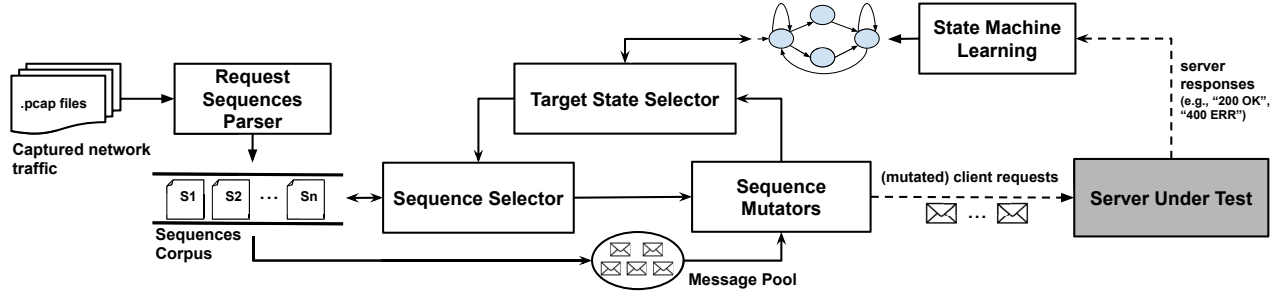 .pcap files
Captured network
traffic
Request
Sequences
Parser
S1 S2 ... Sn
Sequences
Corpus
Target State Selector
Sequence Selector
Sequence
Mutators
Message Pool
State Machine
Learning
server
responses
(e.g., “200 OK”,
“400 ERR”)
(mutated) client requests
...
Server Under Test